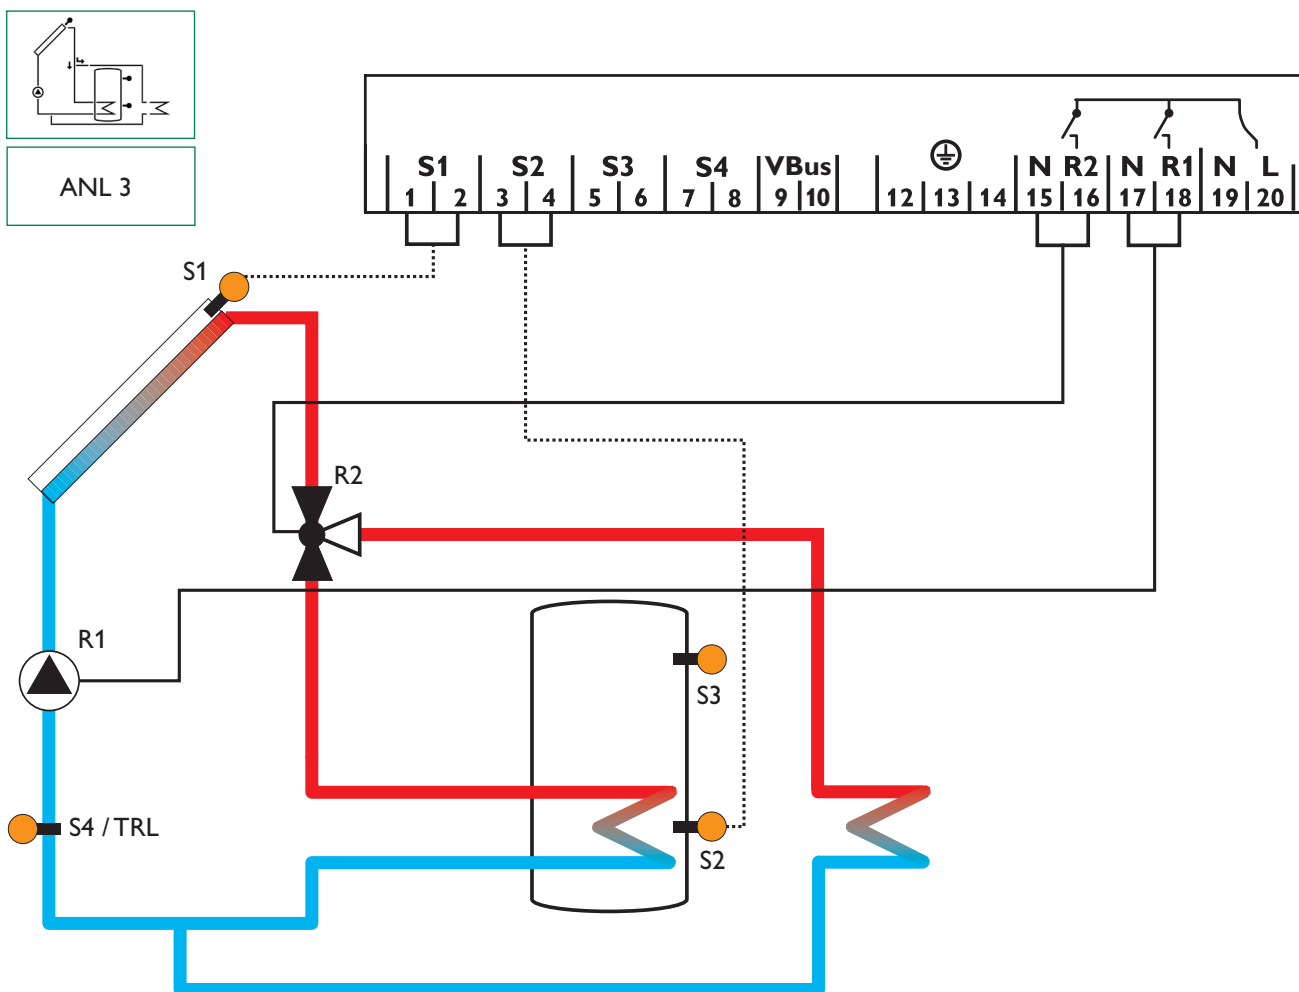 ANL 3
S1 S2 S3 S4 VBus N R2 N R1 N L
1 2 3 4 5 6 7 8 9 10 12 13 14 15 16 17 18 19 20
S1
R2
R1
S3
S4 / TRL
S2